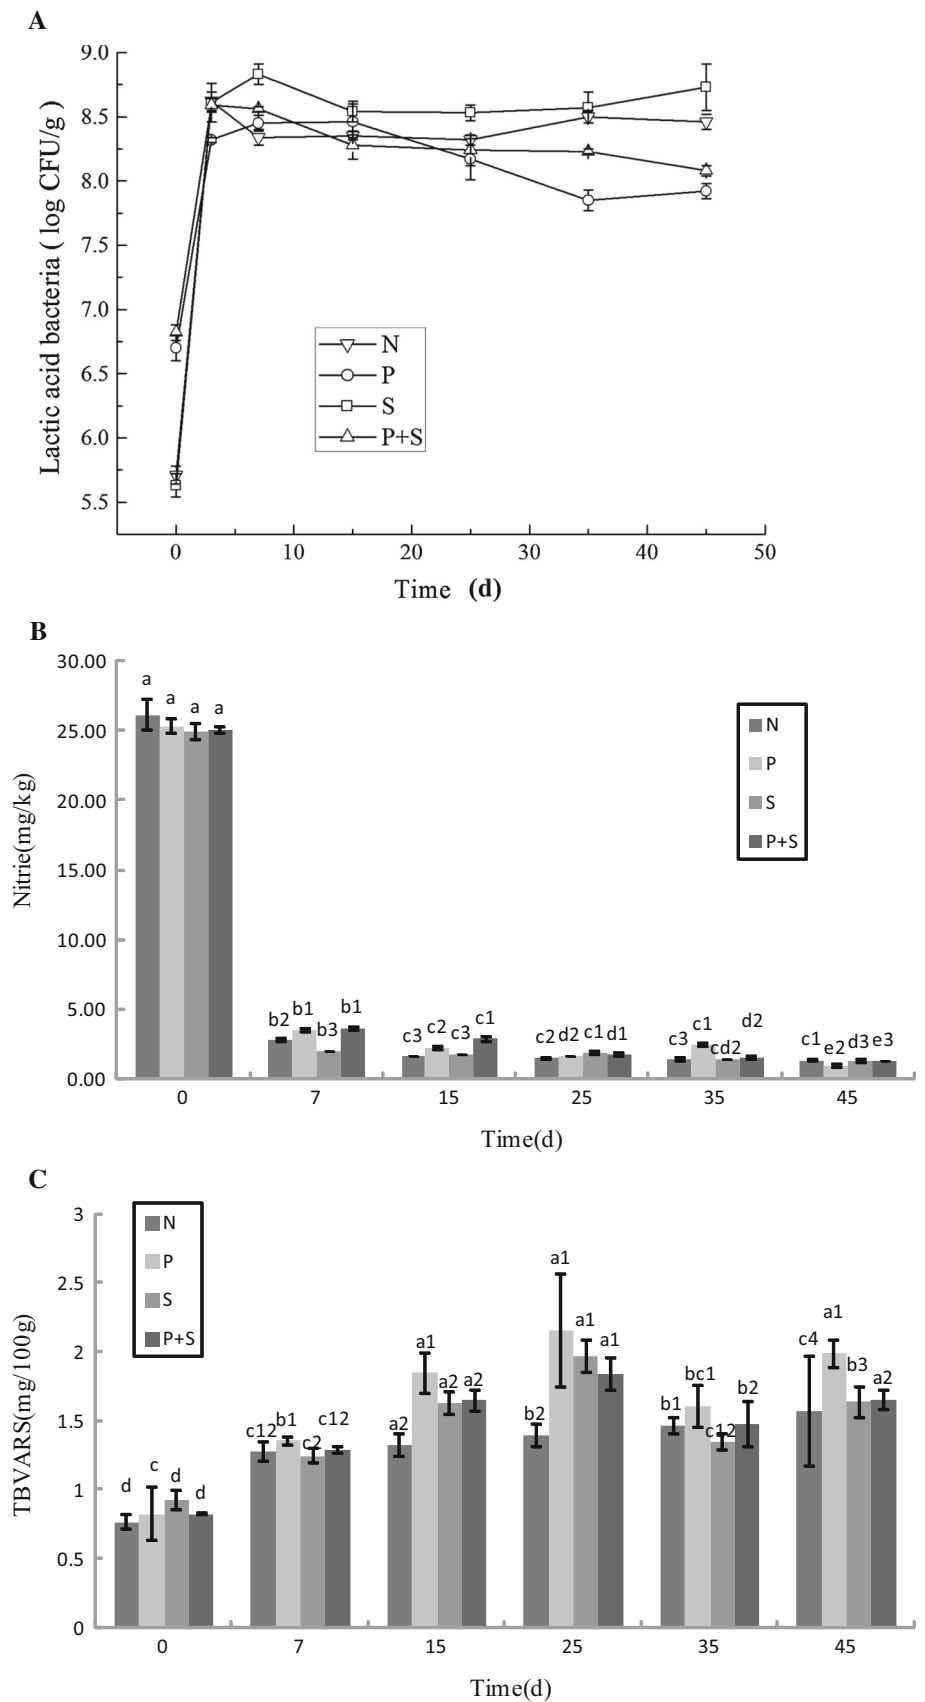 A
9.0
8.5
8.0
7.5
7.0
6.5
6.0
5.5
Lactic acid bacteria ( log CFU/g )
N
P
S
P+S
0 10 20 30 40 50
Time (d)
B
30.00
25.00
20.00
15.00
10.00
5.00
0.00
Nitrie(mg/kg)
a a a a
b2 b1 b3 b1
c3 c2 c3 c1
c2 d2 c1 d1
c3 c1 cd2 d2
c1 e2 d3 e3
N
P
S
P+S
0 7 15 25 35 45
Time(d)
C
3
2.5
2
1.5
1
0.5
0
TBVARS(mg/100g)
N
P
S
P+S
d c d d
c12 b1 c2 c12
a2 a1 a2 a2
b2 a1 a1 a1
b1 bc1 c12 b2
c4 a1 b3 a2
0 7 15 25 35 45
Time(d)